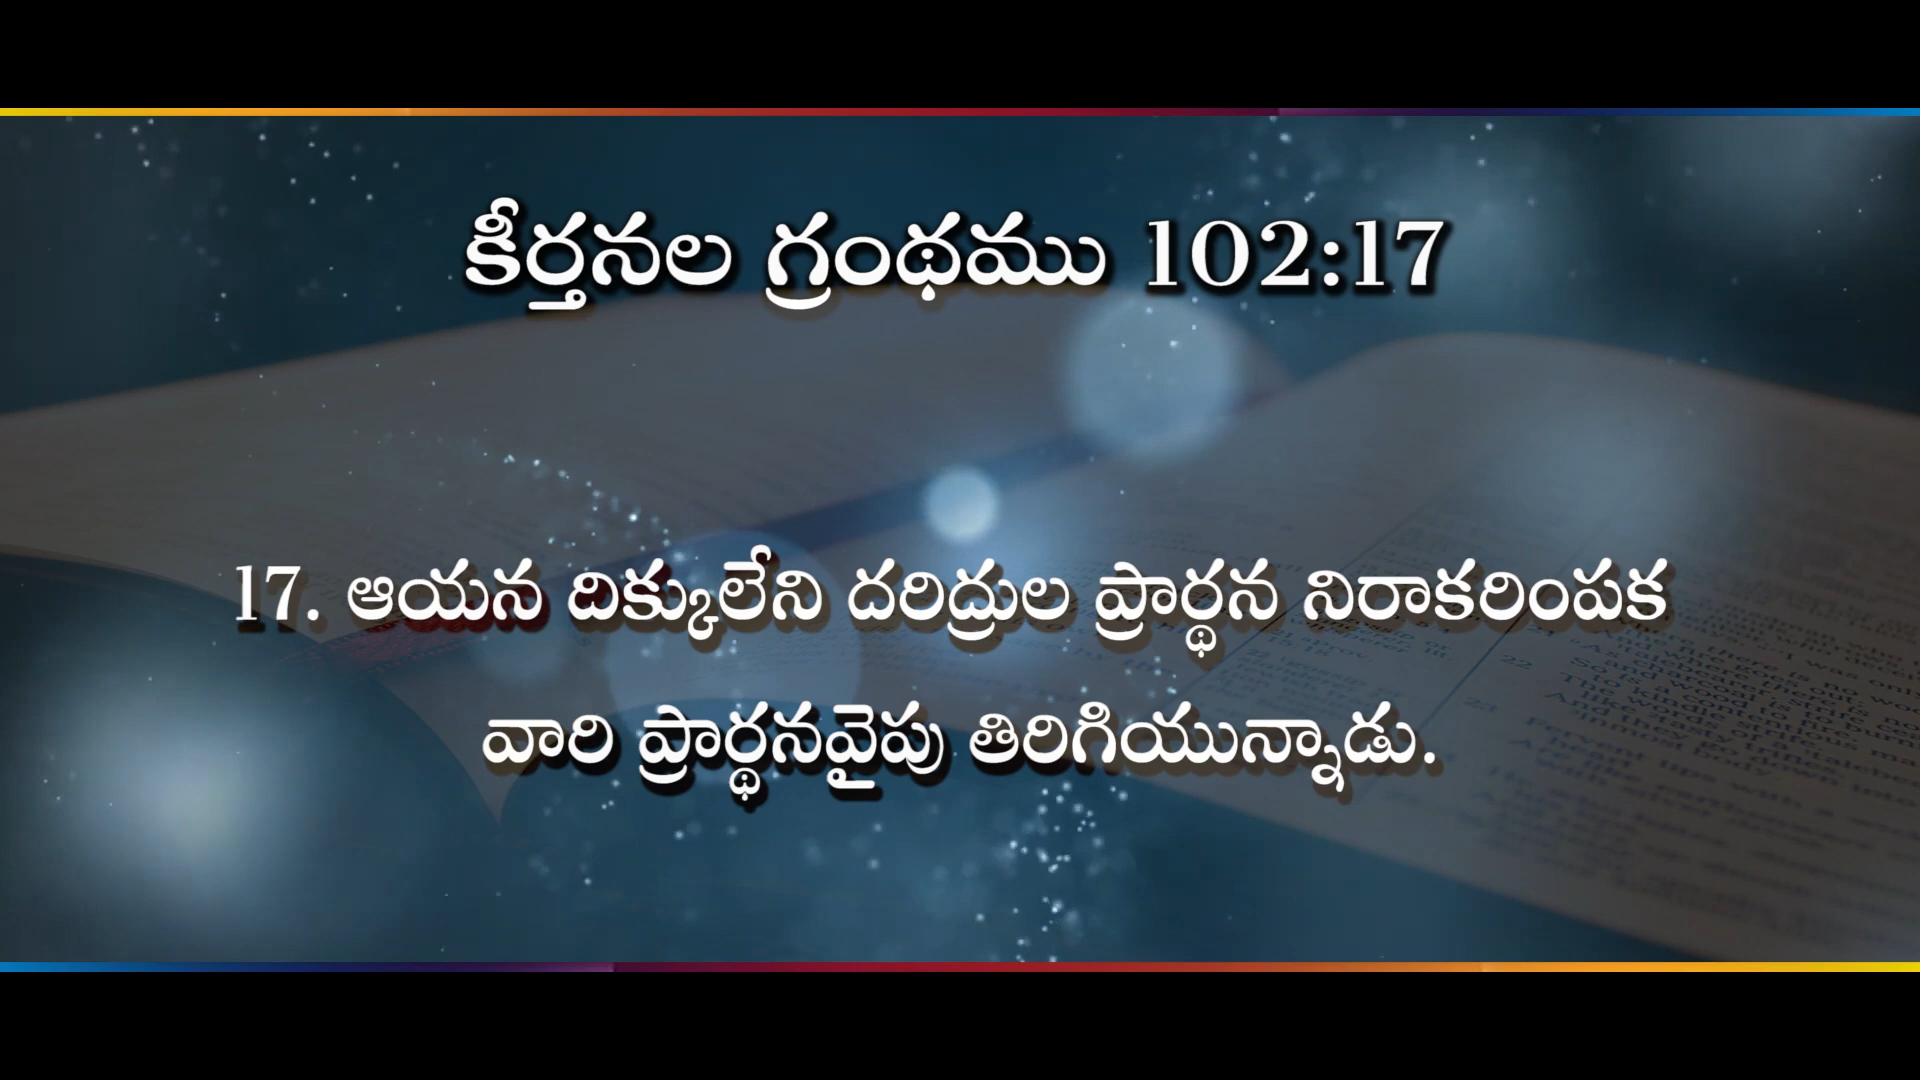 కీర్తనల గ్రంథము 102:17
17. ఆయన దిక్కులేని దరిద్రుల ప్రార్థన నిరాకరింపక
వారి ప్రార్థనవైపు తిరిగియున్నాడు.